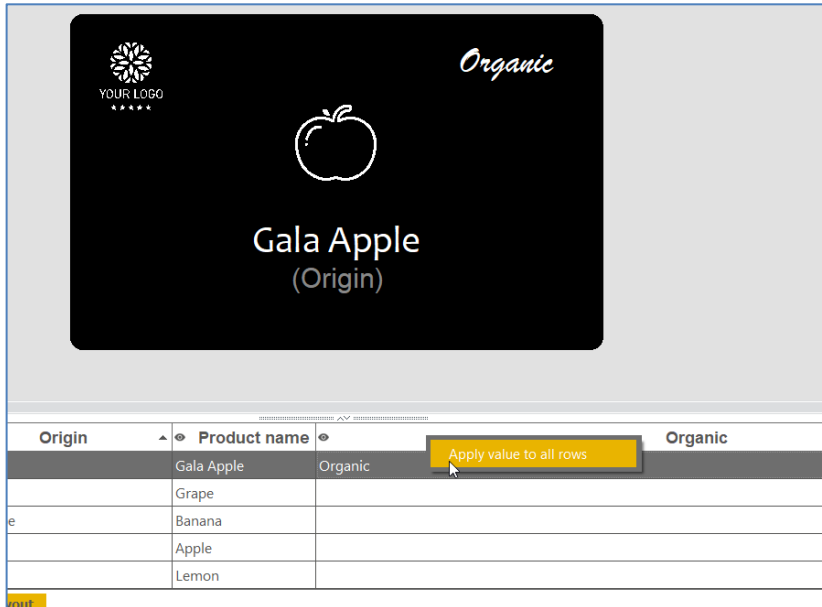 Organic
YOUR LOGO
Gala Apple
(Origin)
Origin Product name Organic
Apply value to all rows
Gala Apple Organic
Grape
e Banana
Apple
Lemon
yout